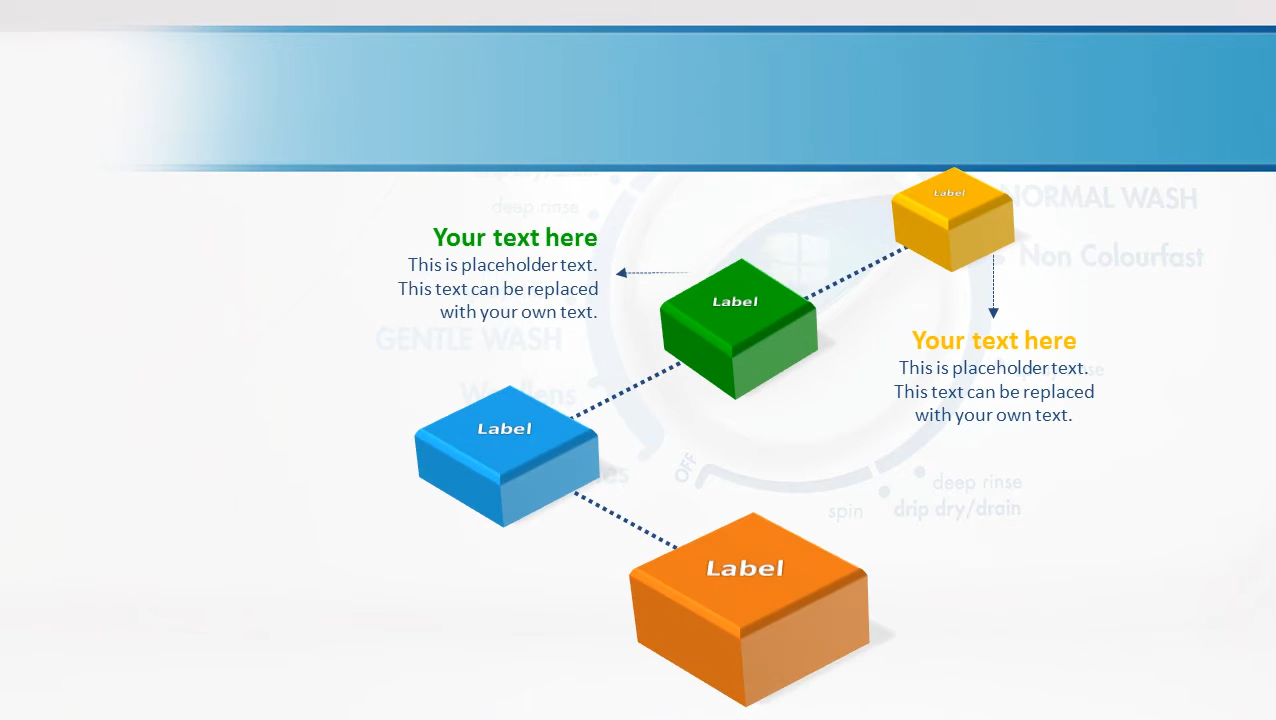 Label
NORMAL WASH
deep rinse
Your text here
This is placeholder text.
This text can be replaced
with your own text.
Label
Non Colourfast
GENTLE WASH
Your text here
This is placeholder text.
This text can be replaced
with your own text.
Label
OFF
deep rinse
spin
drip dry/drain
Label